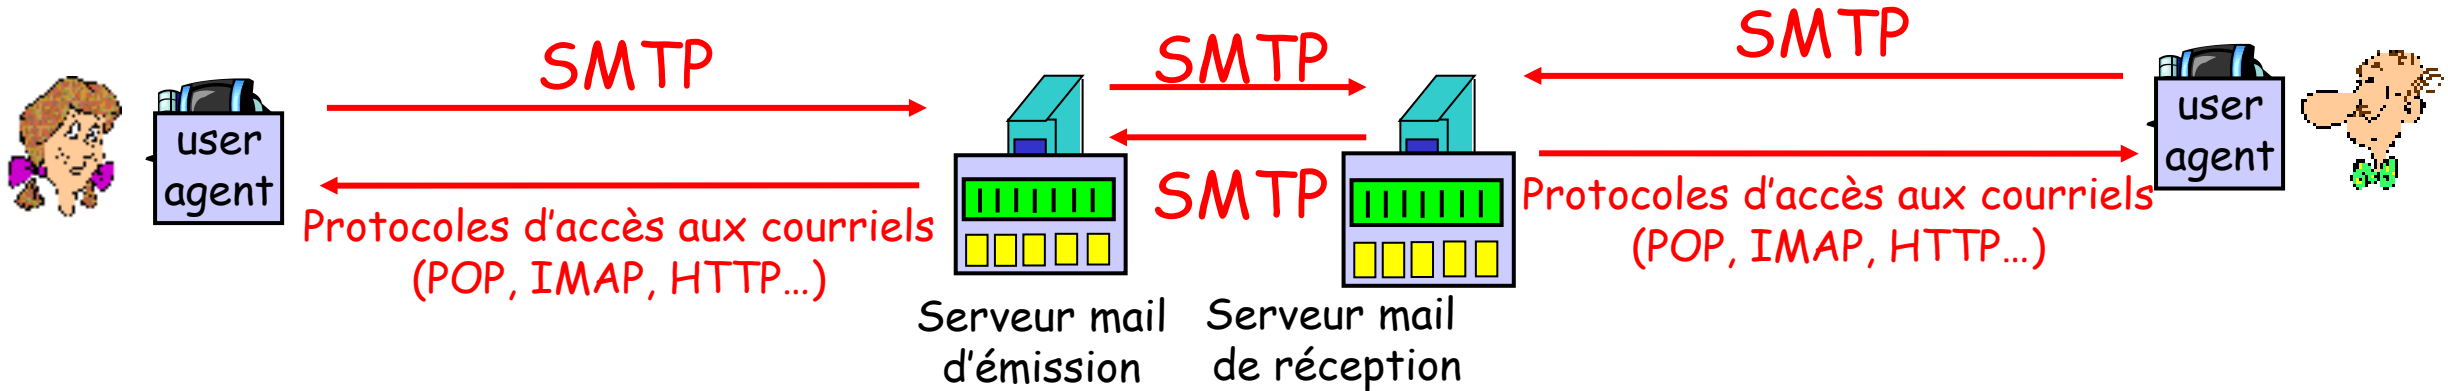 SMTP
SMTP
SMTP
user
agent
user
agent
SMTP
Protocoles d'accès aux courriels
(POP, IMAP, HTTP...)
Protocoles d'accès aux courriels
(POP, IMAP, HTTP...)
Serveur mail
d'émission
Serveur mail
de réception